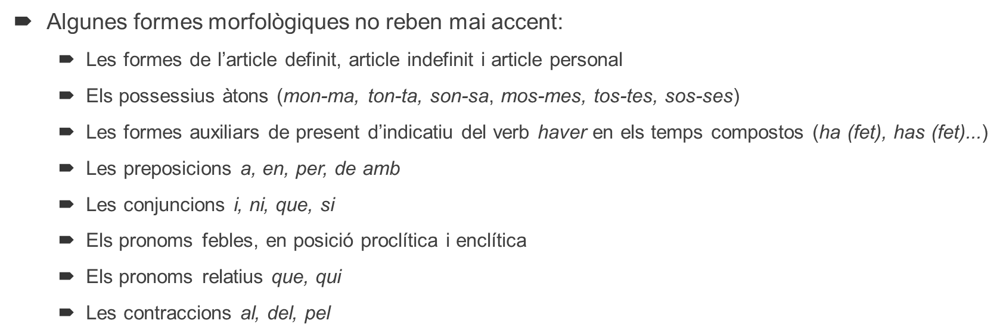 Algunes formes morfològiques no reben mai accent:
Les formes de l’article definit, article indefinit i article personal
Els possessius àtons (mon-ma, ton-ta, son-sa, mos-mes, tos-tes, sos-ses)
Les formes auxiliars de present d’indicatiu del verb haver en els temps compostos (ha (fet), has (fet)...)
Les preposicions a, en, per, de amb
Les conjuncions i, ni, que, si
Els pronoms febles, en posició proclítica i enclítica
Els pronoms relatius que, qui
Les contraccions al, del, pel